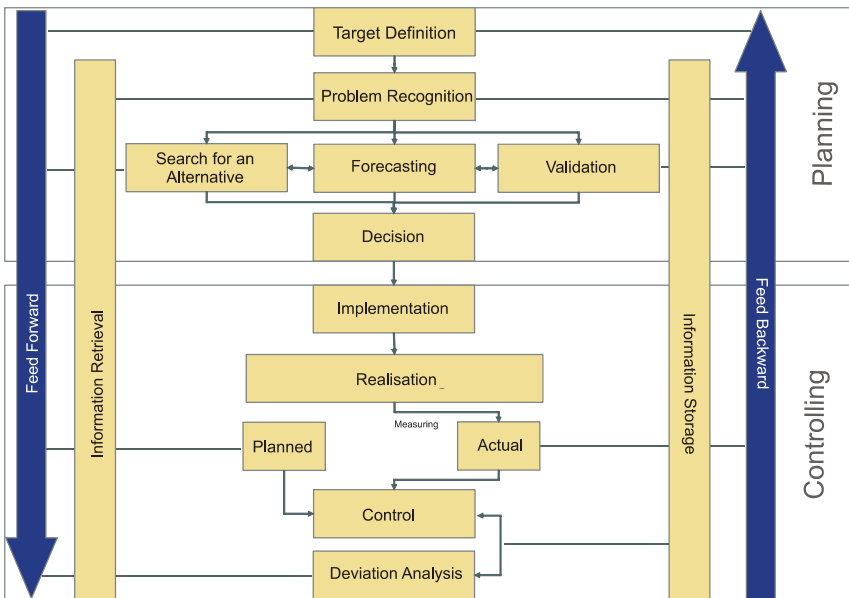 Target Definition
Problem Recognition
Search for an
Alternative
Forecasting
Validation
Decision
Planning
Implementation
Realisation
Measuring
Planned
Actual
Control
Deviation Analysis
Controlling
Feed Forward
Information Retrieval
Information Storage
Feed Backward